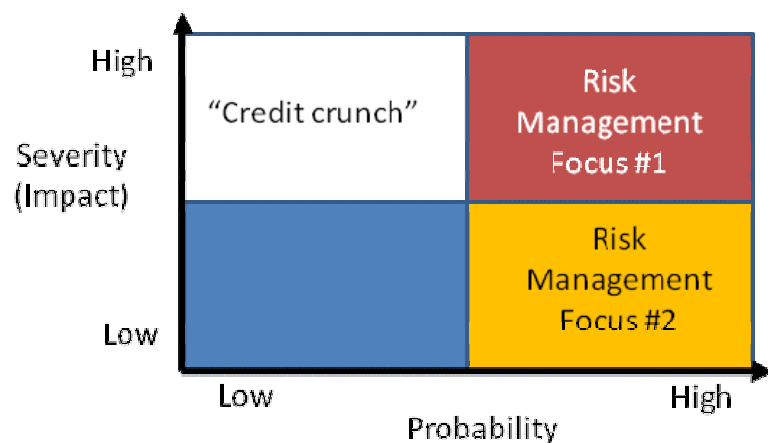 High
Severity
(Impact)
Low
“Credit crunch”
Risk
Management
Focus #1
Risk
Management
Focus #2
Low
High
Probability